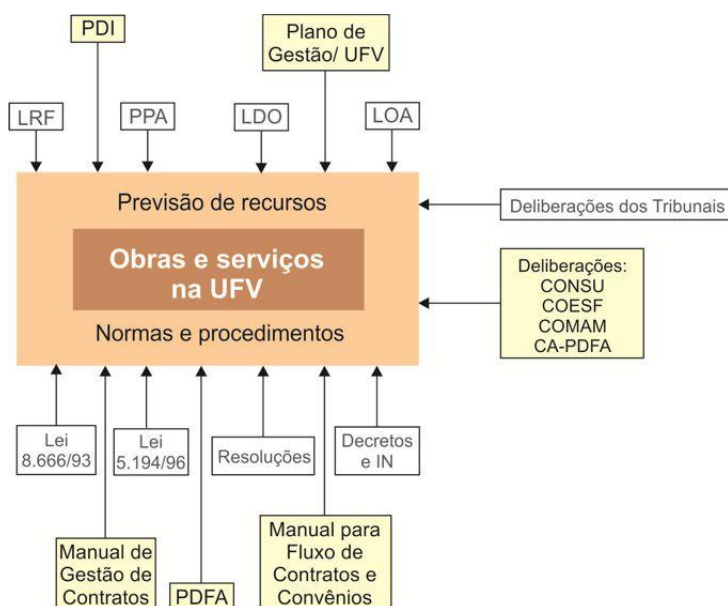 PDI
Plano de
Gestão/ UFV
LRF
PPA
LDO
LOA
Previsão de recursos
Obras e serviços
na UFV
Normas e procedimentos
Deliberações dos Tribunais
Deliberações:
CONSU
COESF
COMAM
CA-PDFA
Lei
8.666/93
Lei
5.194/96
Resoluções
Decretos
e IN
Manual de
Gestão de
Contratos
PDFA
Manual para
Fluxo de
Contratos e
Convênios